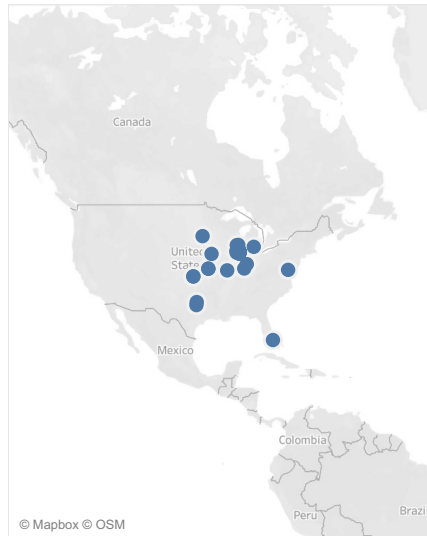 Canada
United
States
Mexico
Colombia
Peru
Brazi
© Mapbox © OSM